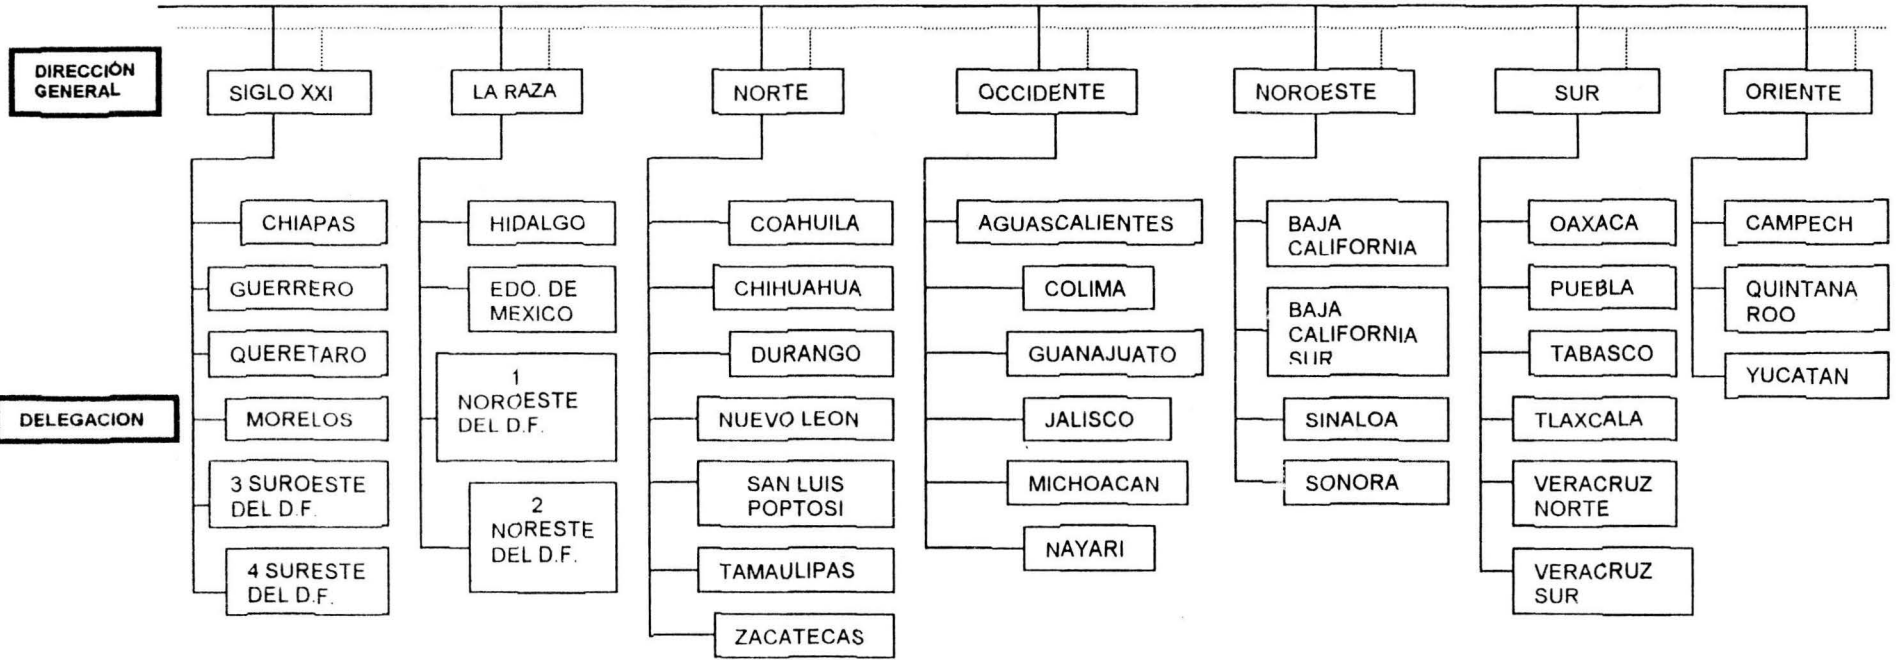 DIRECCIÓN
GENERAL
SIGLO XXI
LA RAZA
NORTE
OCCIDENTE
NOROESTE
SUR
ORIENTE
DELEGACION
CHIAPAS
GUERRERO
QUERETARO
MORELOS
3 SUROESTE
DEL D.F.
4 SURESTE
DEL D.F.
HIDALGO
EDO. DE
MEXICO
1
NOROESTE
DEL D.F.
2
NORESTE
DEL D.F.
COAHUILA
CHIHUAHUA
DURANGO
NUEVO LEON
SAN LUIS
POPTOSI
TAMAULIPAS
ZACATECAS
AGUASCALIENTES
COLIMA
GUANAJUATO
JALISCO
MICHOACAN
NAYARI
BAJA
CALIFORNIA
BAJA
CALIFORNIA
SUR
SINALOA
SONORA
OAXACA
PUEBLA
TABASCO
TLAXCALA
VERACRUZ
NORTE
VERACRUZ
SUR
CAMPECH
QUINTANA
ROO
YUCATAN